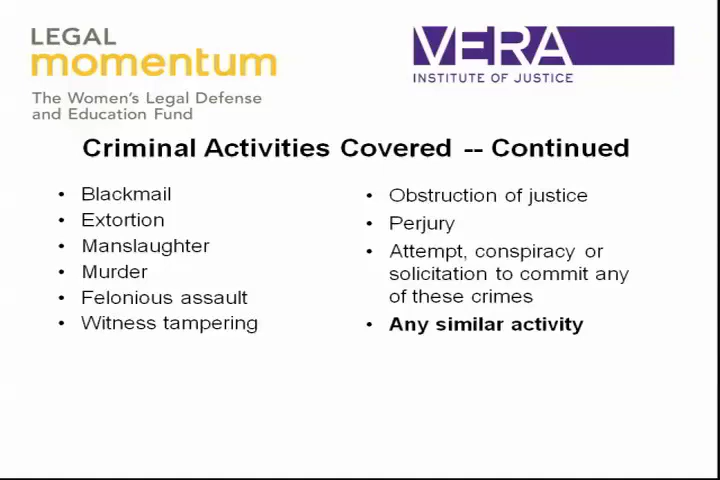 LEGAL
momentum
The Women's Legal Defense
and Education Fund
VERA
INSTITUTE OF JUSTICE
Criminal Activities Covered -- Continued
• Blackmail
• Extortion
• Manslaughter
• Murder
• Felonious assault
• Witness tampering
• Obstruction of justice
• Perjury
• Attempt, conspiracy or
solicitation to commit any
of these crimes
• Any similar activity